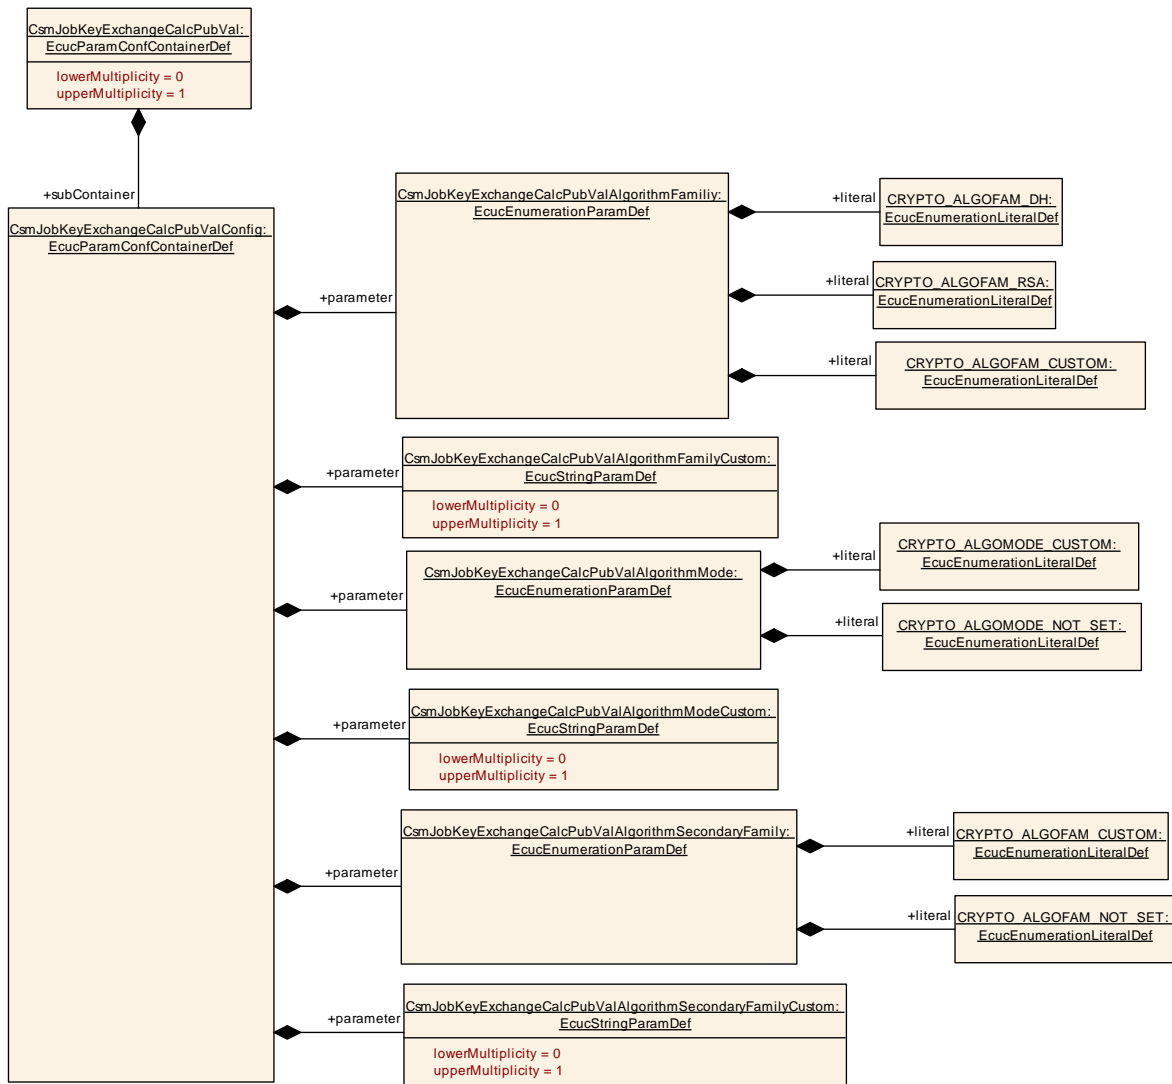 CsmJobKeyExchangeCalcPubVal:
EcucParamConfContainerDef
lowerMultiplicity = 0
upperMultiplicity = 1
+subContainer
CsmJobKeyExchangeCalcPubValConfig:
EcucParamConfContainerDef
+parameter
CsmJobKeyExchangeCalcPubValAlgorithmFamiliy:
EcucEnumerationParamDef
+literal
CRYPTO_ALGOFAM_DH:
EcucEnumerationLiteralDef
+literal
CRYPTO_ALGOFAM_RSA:
EcucEnumerationLiteralDef
+literal
CRYPTO_ALGOFAM_CUSTOM:
EcucEnumerationLiteralDef
+parameter
CsmJobKeyExchangeCalcPubValAlgorithmFamilyCustom:
EcucStringParamDef
lowerMultiplicity = 0
upperMultiplicity = 1
+parameter
CsmJobKeyExchangeCalcPubValAlgorithmMode:
EcucEnumerationParamDef
+literal
CRYPTO_ALGOMODE_CUSTOM:
EcucEnumerationLiteralDef
+literal
CRYPTO_ALGOMODE_NOT_SET:
EcucEnumerationLiteralDef
+parameter
CsmJobKeyExchangeCalcPubValAlgorithmModeCustom:
EcucStringParamDef
lowerMultiplicity = 0
upperMultiplicity = 1
+parameter
CsmJobKeyExchangeCalcPubValAlgorithmSecondaryFamily:
EcucEnumerationParamDef
+literal
CRYPTO_ALGOFAM_CUSTOM:
EcucEnumerationLiteralDef
+literal
CRYPTO_ALGOFAM_NOT_SET:
EcucEnumerationLiteralDef
+parameter
CsmJobKeyExchangeCalcPubValAlgorithmSecondaryFamilyCustom:
EcucStringParamDef
lowerMultiplicity = 0
upperMultiplicity = 1